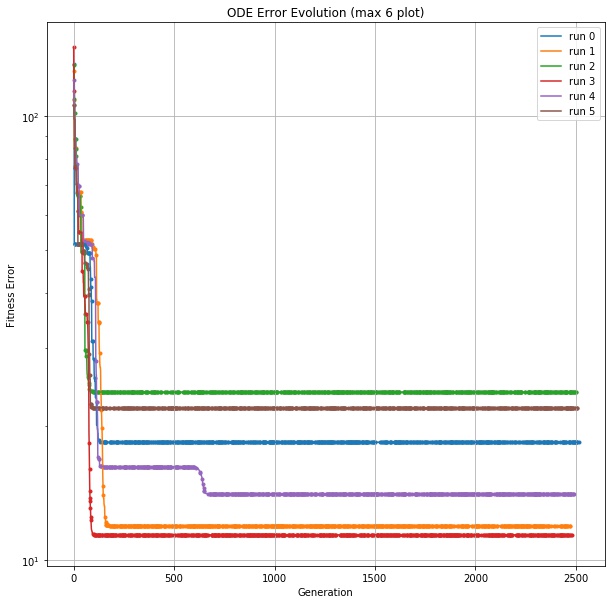 ODE Error Evolution (max 6 plot)
run 0
run 1
run 2
run 3
run 4
run 5
10²
10¹
Fitness Error
0 500 1000 1500 2000 2500
Generation